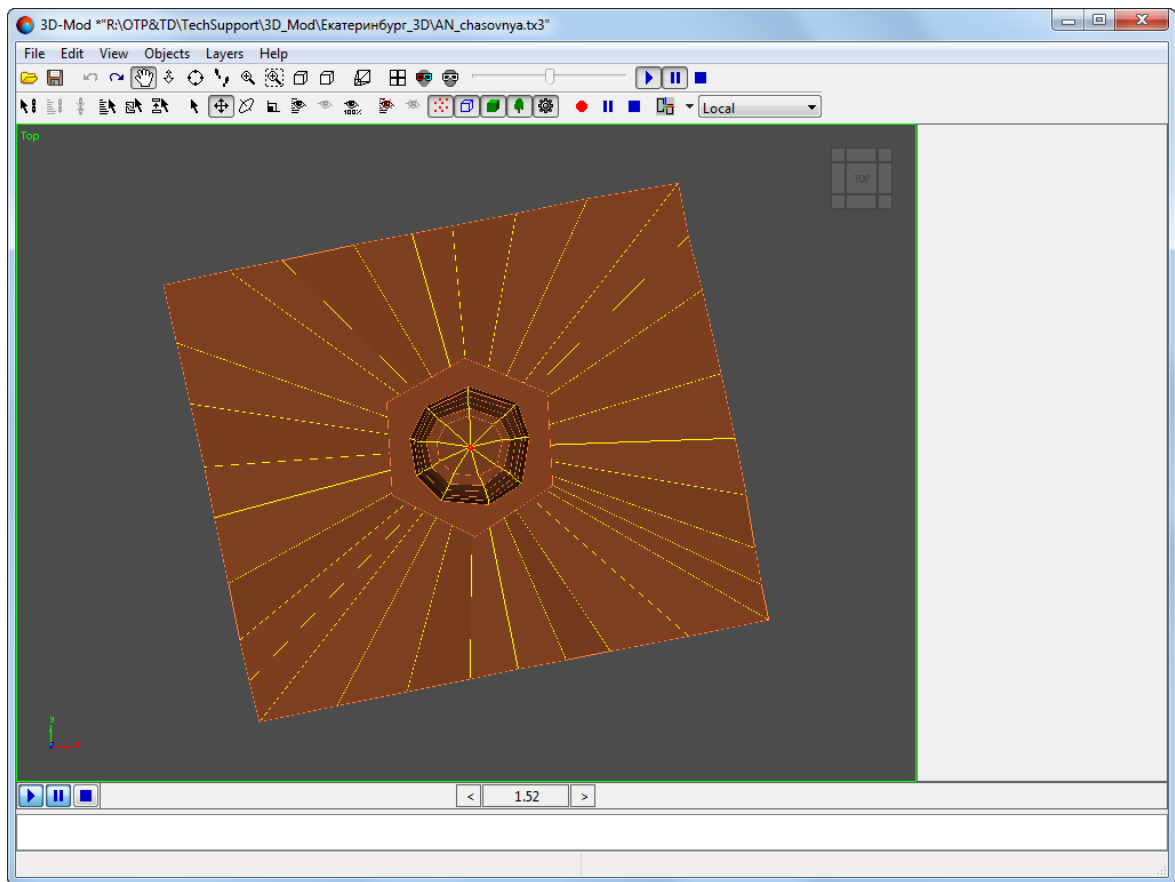 3D-Mod *"R:\OTP&TD\TechSupport\3D_Mod\Екатеринбург_3D\AN_chasovnya.tx3"
File Edit View Objects Layers Help
100%
Local
Top
TOP
y
x
z
< 1.52 >